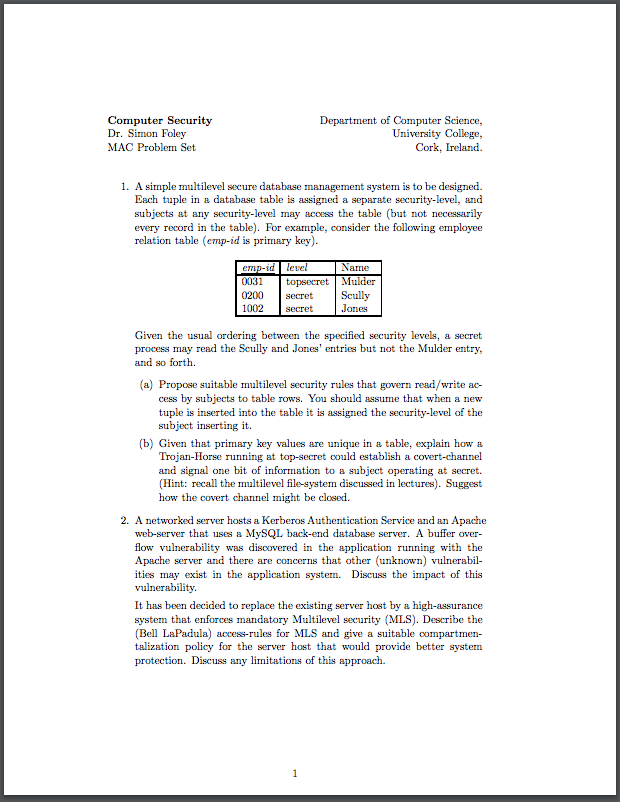 Computer Security
Dr. Simon Foley
MAC Problem Set
Department of Computer Science,
University College,
Cork, Ireland.
1. A simple multilevel secure database management system is to be designed.
Each tuple in a database table is assigned a separate security-level, and
subjects at any security-level may access the table (but not necessarily
every record in the table). For example, consider the following employee
relation table (emp-id is primary key).
emp-id level Name
0031 topsecret Mulder
0200 secret Scully
1002 secret Jones
Given the usual ordering between the specified security levels, a secret
process may read the Scully and Jones' entries but not the Mulder entry,
and so forth.
(a) Propose suitable multilevel security rules that govern read/write ac-
cess by subjects to table rows. You should assume that when a new
tuple is inserted into the table it is assigned the security-level of the
subject inserting it.
(b) Given that primary key values are unique in a table, explain how a
Trojan-Horse running at top-secret could establish a covert-channel
and signal one bit of information to a subject operating at secret.
(Hint: recall the multilevel file-system discussed in lectures). Suggest
how the covert channel might be closed.
2. A networked server hosts a Kerberos Authentication Service and an Apache
web-server that uses a MySQL back-end database server. A buffer over-
flow vulnerability was discovered in the application running with the
Apache server and there are concerns that other (unknown) vulnerabil-
ities may exist in the application system. Discuss the impact of this
vulnerability.
It has been decided to replace the existing server host by a high-assurance
system that enforces mandatory Multilevel security (MLS). Describe the
(Bell LaPadula) access-rules for MLS and give a suitable compartmen-
talization policy for the server host that would provide better system
protection. Discuss any limitations of this approach.
1